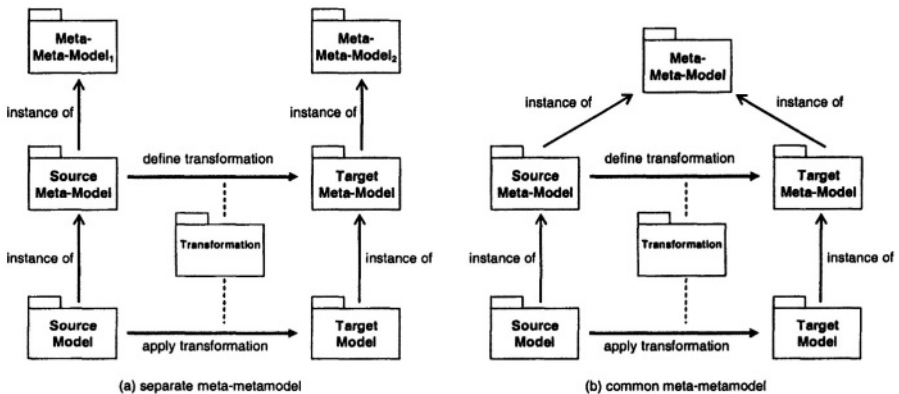 Meta-
Meta-Model₁
instance of
Source
Meta-Model
define transformation
Meta-
Meta-Model₂
instance of
Target
Meta-Model
Transformation
instance of
instance of
Source
Model
apply transformation
Target
Model
(a) separate meta-metamodel
Meta-
Meta-Model
instance of
instance of
Source
Meta-Model
define transformation
Target
Meta-Model
Transformation
instance of
instance of
Source
Model
apply transformation
Target
Model
(b) common meta-metamodel